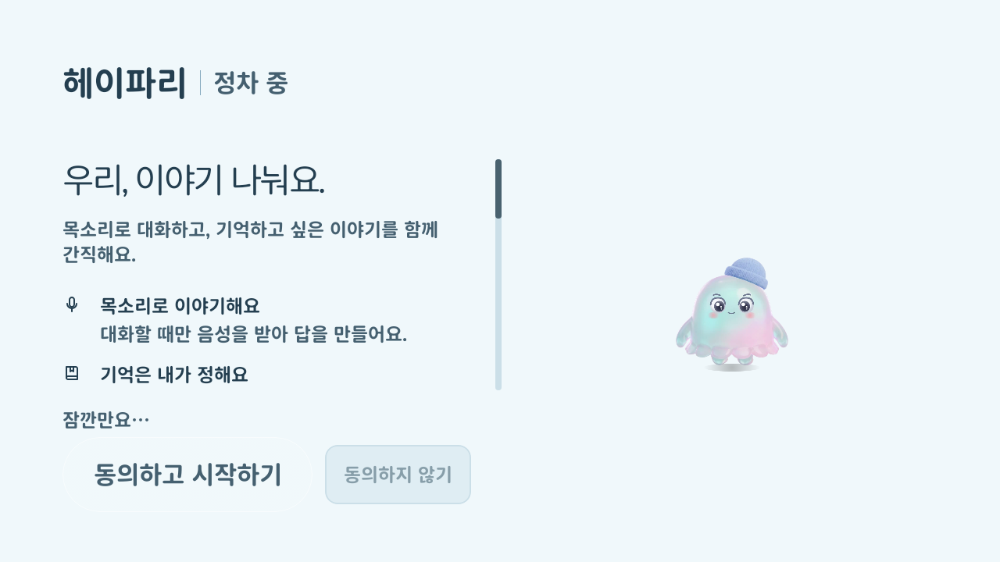 헤이파리 | 정차 중
우리, 이야기 나눠요.
목소리로 대화하고, 기억하고 싶은 이야기를 함께
간직해요.
목소리로 이야기해요
대화할 때만 음성을 받아 답을 만들어요.
기억은 내가 정해요
잠깐만요…
동의하고 시작하기
동의하지 않기